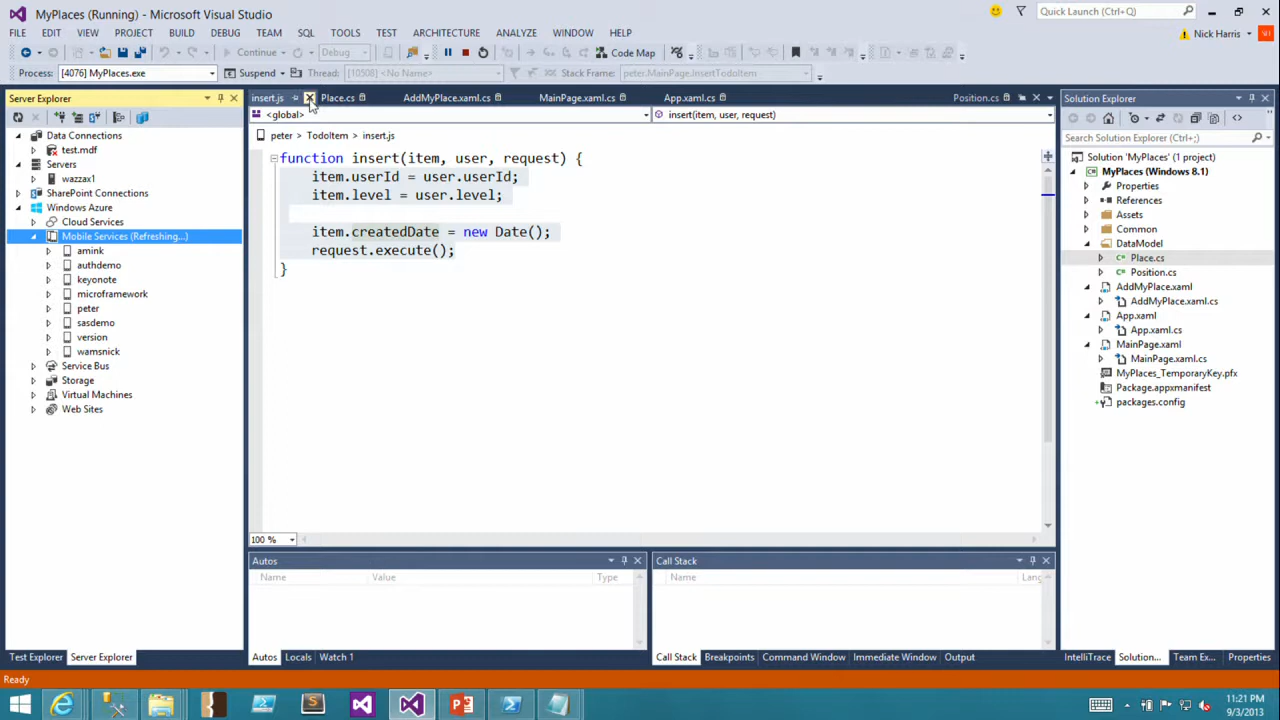 MyPlaces (Running) - Microsoft Visual Studio
Quick Launch (Ctrl+Q)
FILE EDIT VIEW PROJECT BUILD DEBUG TEAM SQL TOOLS TEST ARCHITECTURE ANALYZE WINDOW HELP
Nick Harris
Continue Debug Code Map
Process: [4076] MyPlaces.exe Suspend Thread: [10508] <No Name> Stack Frame: peter.MainPage.InsertTodoItem
Server Explorer
Data Connections
test.mdf
Servers
wazzax1
SharePoint Connections
Windows Azure
Cloud Services
Mobile Services (Refreshing...)
amink
authdemo
keyonote
microframework
peter
sasdemo
version
wamsnick
Service Bus
Storage
Virtual Machines
Web Sites
Test Explorer Server Explorer
insert.js Place.cs AddMyPlace.xaml.cs MainPage.xaml.cs App.xaml.cs Position.cs
<global> insert(item, user, request)
peter TodoItem insert.js
function insert(item, user, request) {
item.userId = user.userId;
item.level = user.level;
item.createdDate = new Date();
request.execute();
}
100 %
Autos
Name Value Type
Autos Locals Watch 1
Call Stack
Name Lang
Call Stack Breakpoints Command Window Immediate Window Output
Solution Explorer
Search Solution Explorer (Ctrl+;)
Solution 'MyPlaces' (1 project)
MyPlaces (Windows 8.1)
Properties
References
Assets
Common
DataModel
Place.cs
Position.cs
AddMyPlace.xaml
AddMyPlace.xaml.cs
App.xaml
App.xaml.cs
MainPage.xaml
MainPage.xaml.cs
MyPlaces_TemporaryKey.pfx
Package.appxmanifest
packages.config
IntelliTrace Solution... Team Ex... Properties
Ready
11:21 PM
9/3/2013